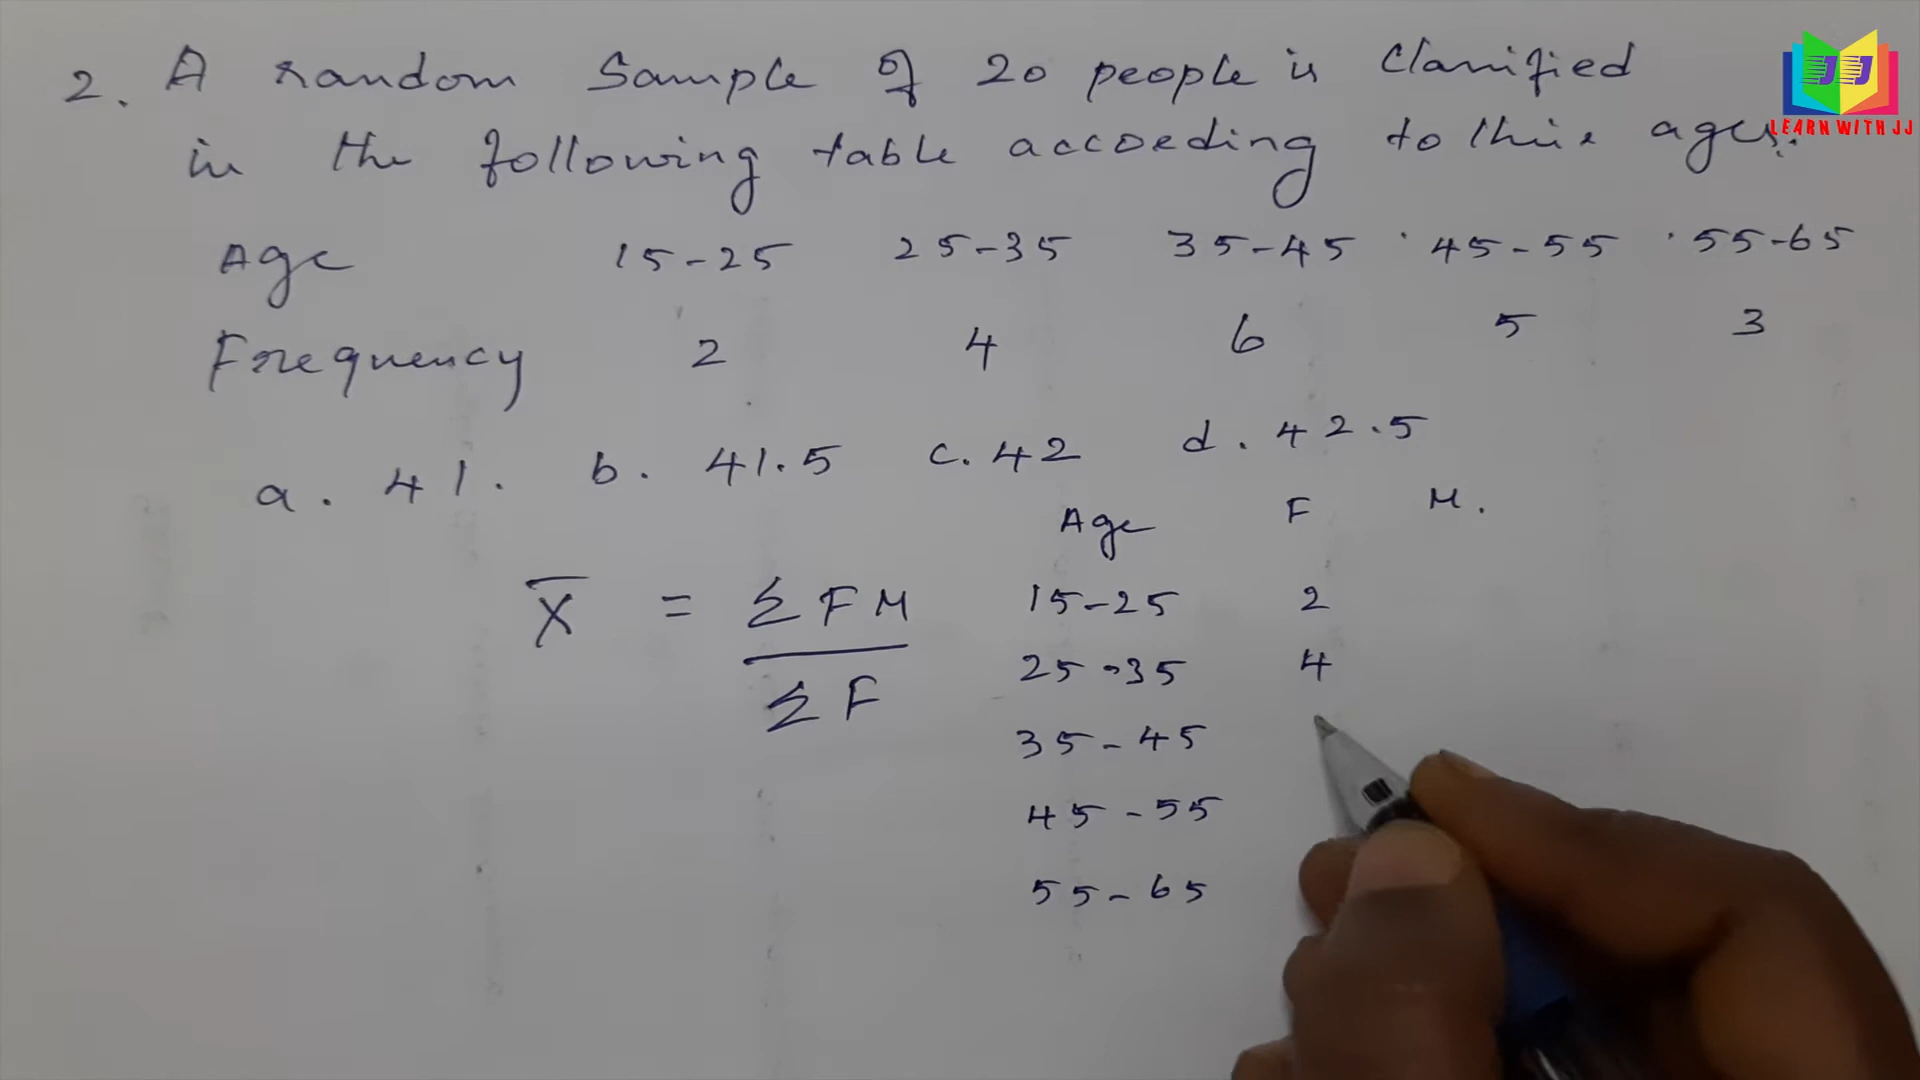 2. A random Sample of 20 people is Classified
in the following table according to their ages.
Age 15-25 25-35 35-45 45-55 55-65
Frequency 2 4 6 5 3
a. 41. b. 41.5 c. 42 d. 42.5
Age F M.
X̄ = ΣFM / ΣF
15-25 2
25-35 4
35-45
45-55
55-65
JJ
LEARN WITH JJ